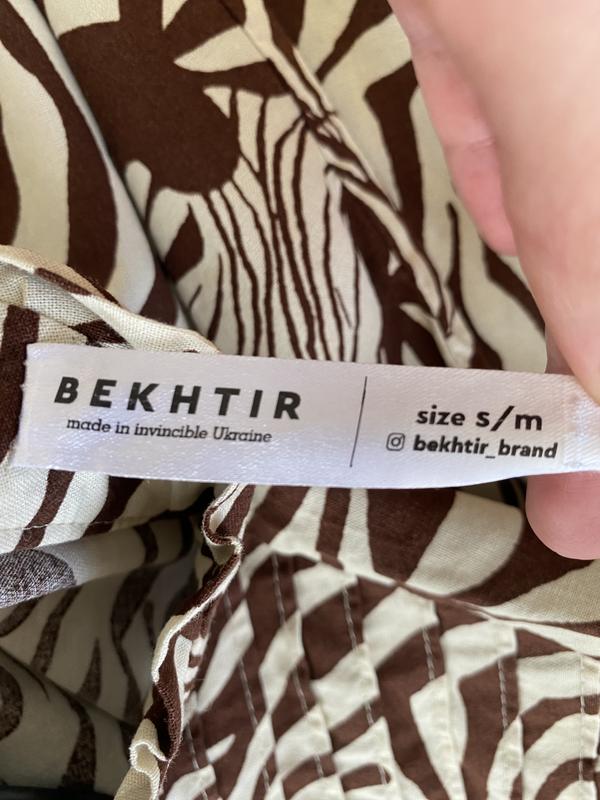 BEKHTIR
made in invincible Ukraine
size s/m
bekhtir_brand